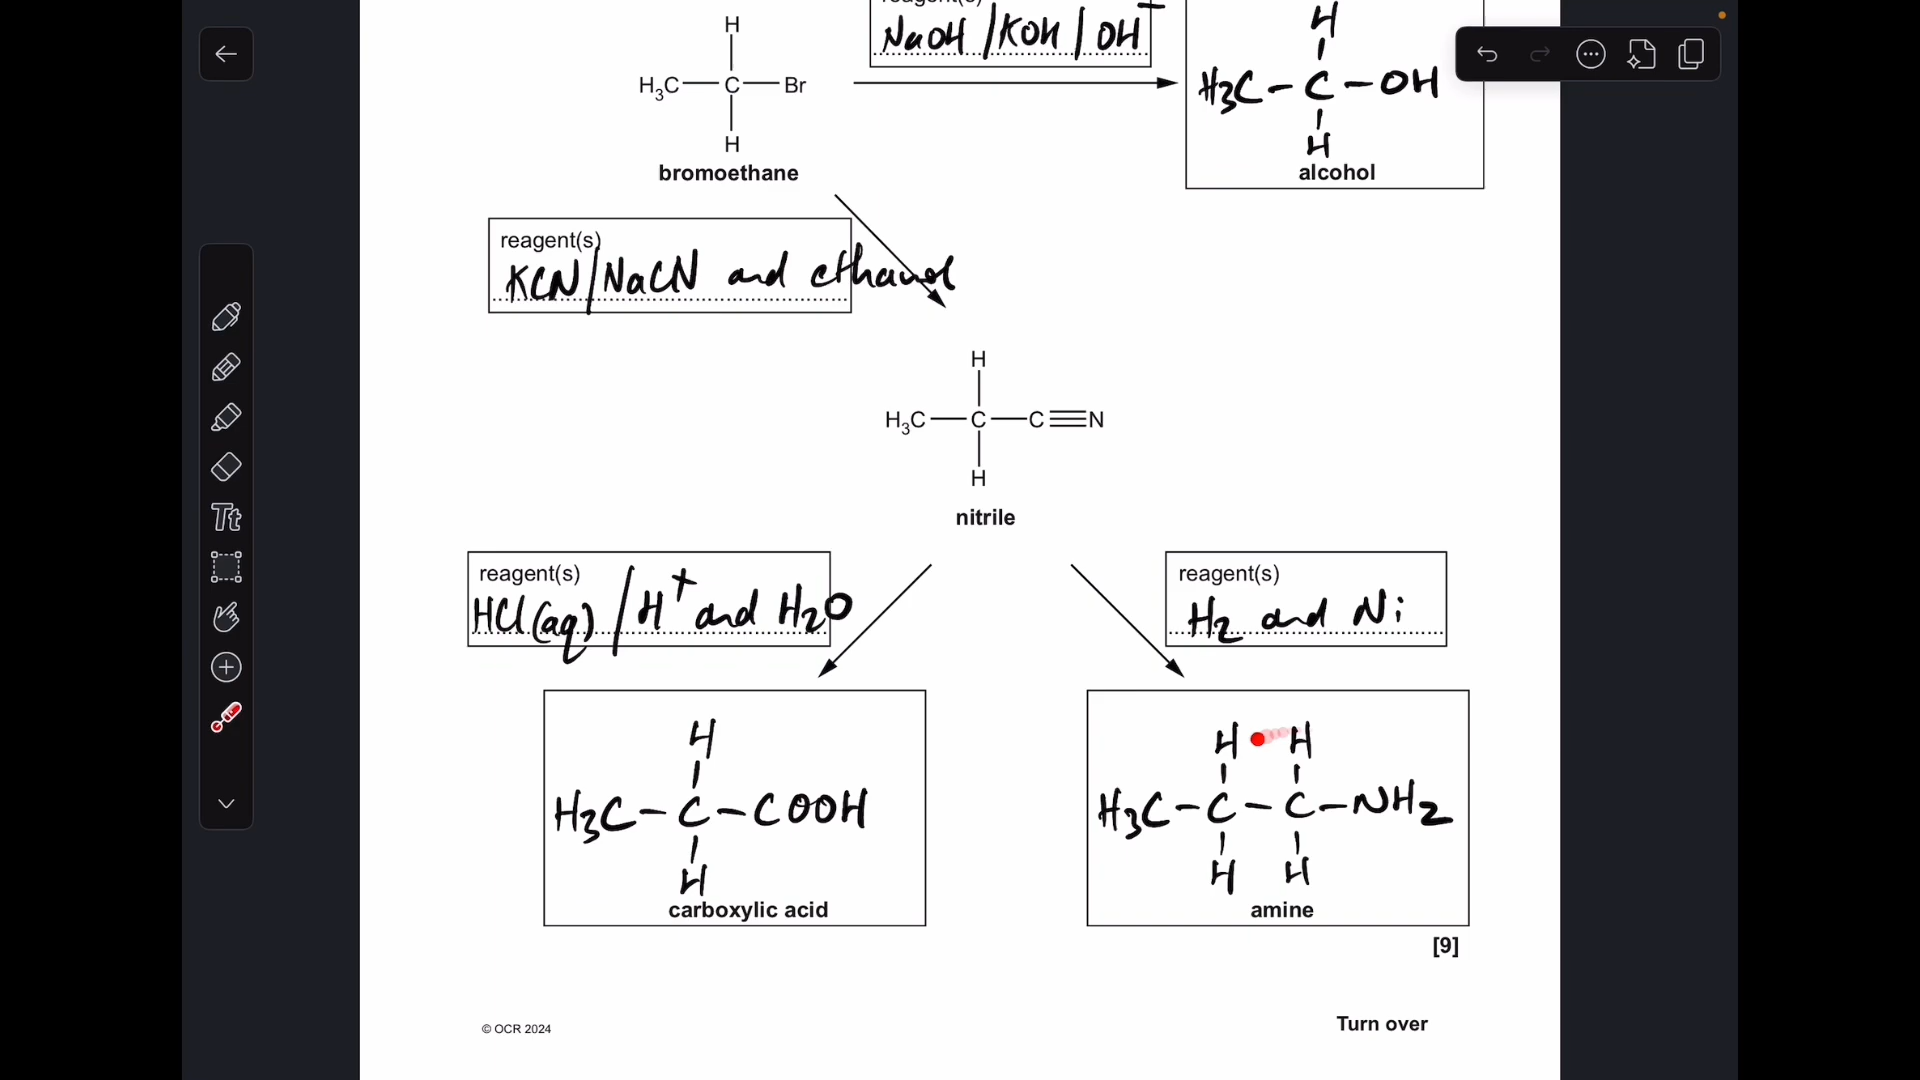 reagent(s)
NaOH / KOH / OH⁻
H
H₃C—C—Br
H
bromoethane
H
H₃C-C-OH
H
alcohol
reagent(s)
KCN/NaCN and ethanol
H
H₃C—C—C≡N
H
nitrile
reagent(s)
HCl(aq) / H⁺ and H₂O
reagent(s)
H₂ and Ni
H
H₃C-C-COOH
H
carboxylic acid
H H
H₃C-C-C-NH₂
H H
amine
[9]
© OCR 2024
Turn over
Tt